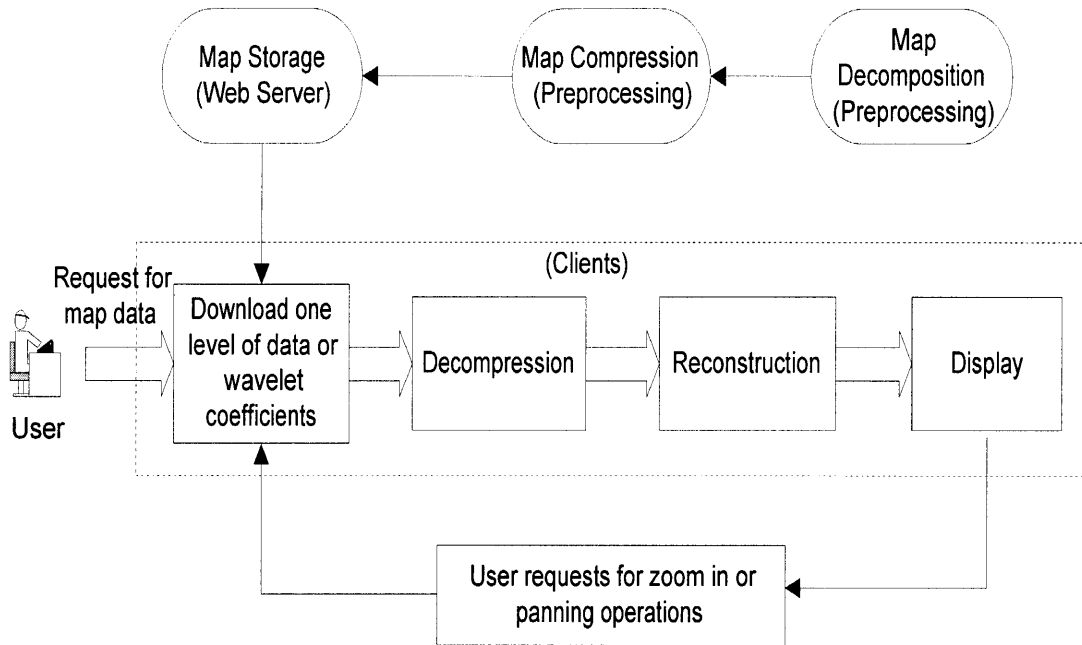 Map Storage
(Web Server)
Map Compression
(Preprocessing)
Map
Decomposition
(Preprocessing)
(Clients)
Request for
map data
User
Download one
level of data or
wavelet
coefficients
Decompression
Reconstruction
Display
User requests for zoom in or
panning operations